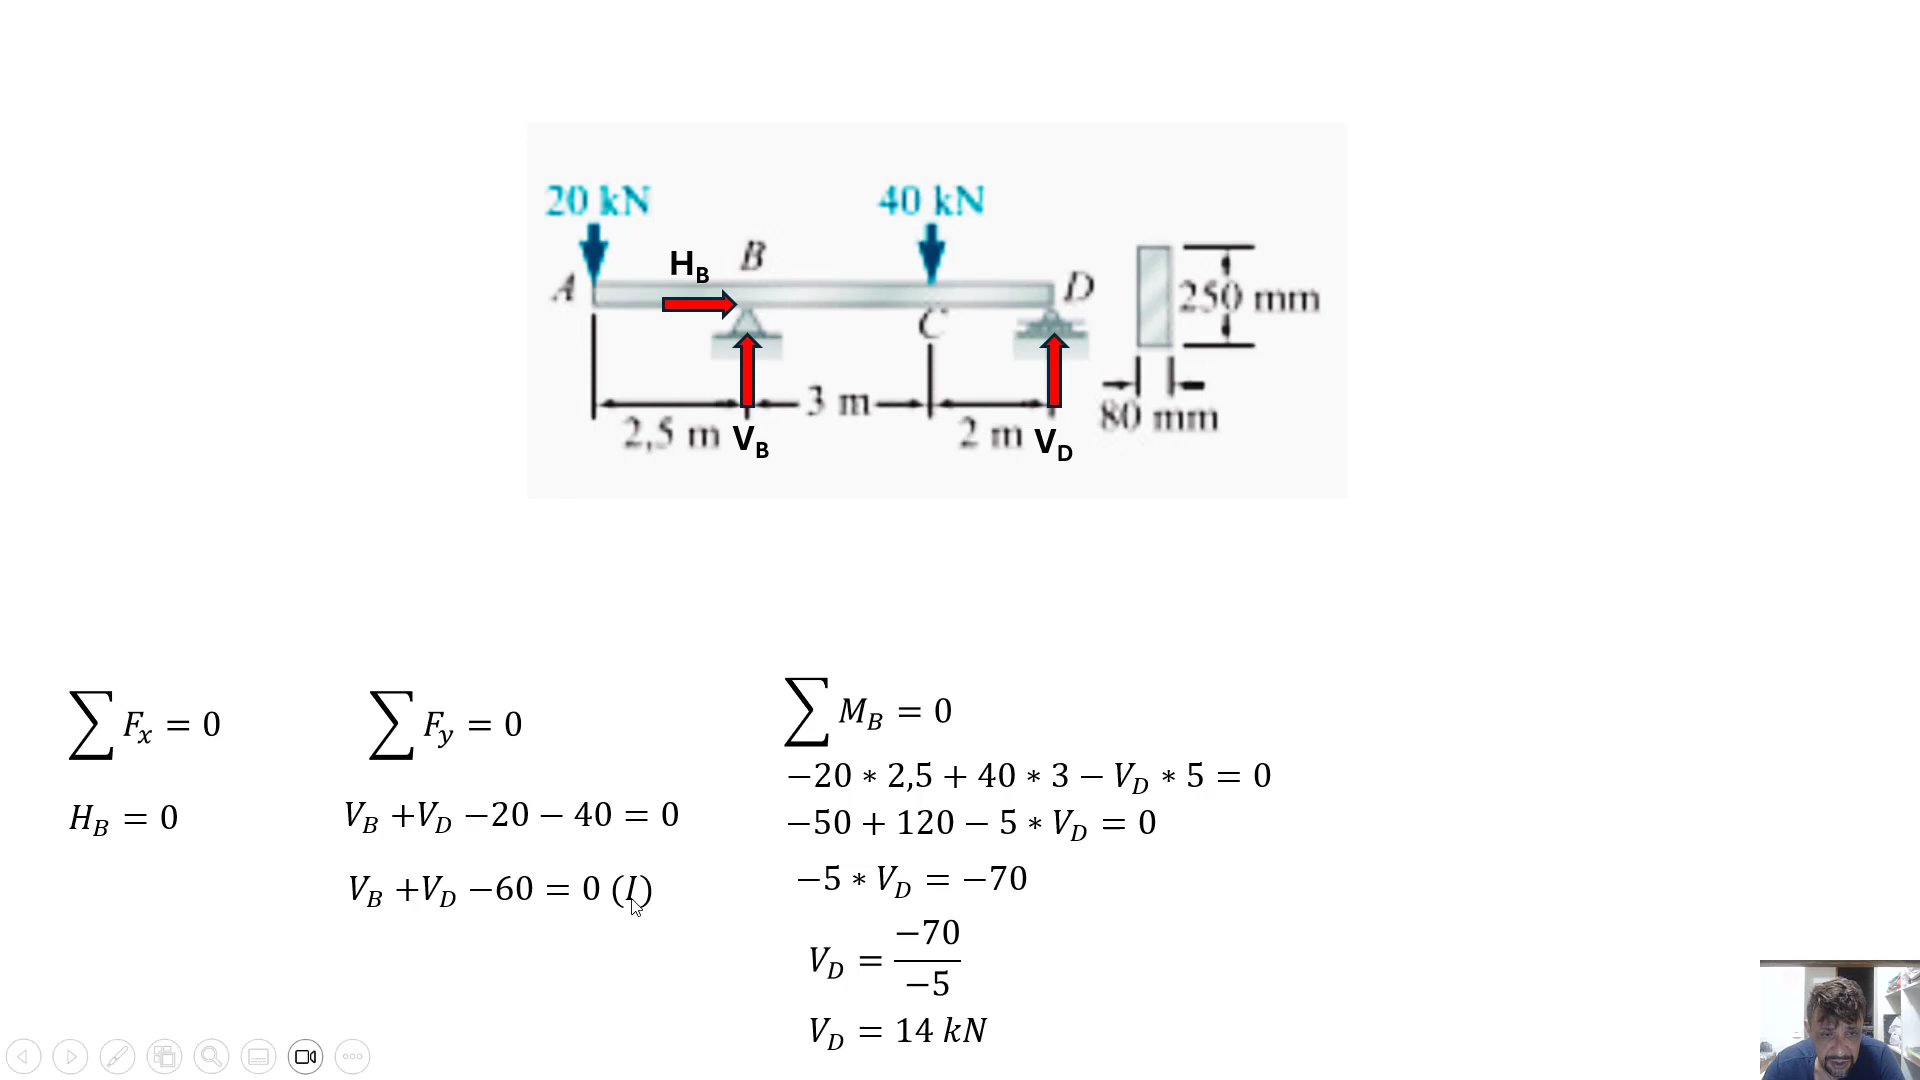 20 kN
40 kN
H_B
B
A
D
C
250 mm
3 m
80 mm
2,5 m
V_B
2 m
V_D
∑ F_x = 0
∑ F_y = 0
∑ M_B = 0
−20 ∗ 2,5 + 40 ∗ 3 − V_D ∗ 5 = 0
H_B = 0
V_B +V_D −20 − 40 = 0
−50 + 120 − 5 ∗ V_D = 0
V_B +V_D −60 = 0 (I)
−5 ∗ V_D = −70
V_D = −70/−5
V_D = 14 kN